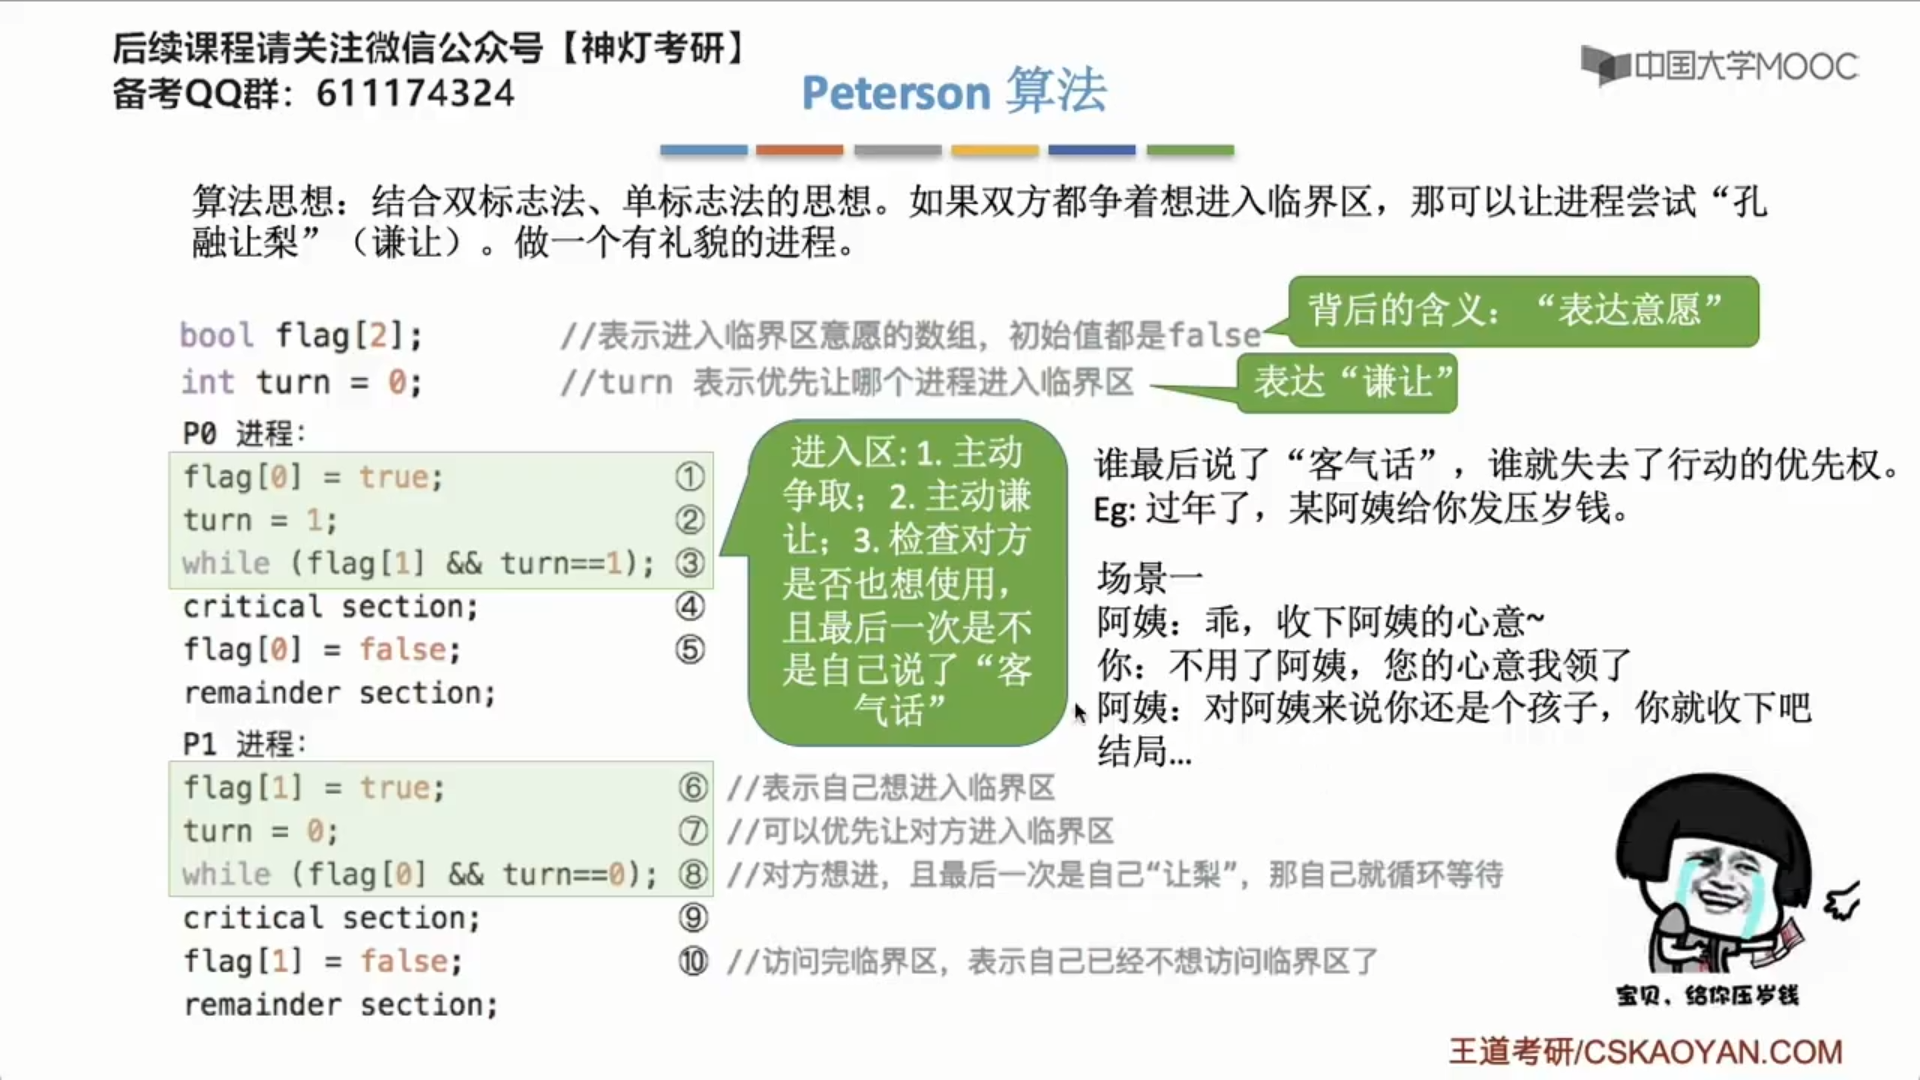 后续课程请关注微信公众号【神灯考研】
备考QQ群：611174324
中国大学MOOC
Peterson 算法
算法思想：结合双标志法、单标志法的思想。如果双方都争着想进入临界区，那可以让进程尝试“孔
融让梨”（谦让）。做一个有礼貌的进程。
bool flag[2]; //表示进入临界区意愿的数组，初始值都是false
背后的含义：“表达意愿”
int turn = 0; //turn 表示优先让哪个进程进入临界区
表达“谦让”
P0 进程：
flag[0] = true; ①
turn = 1; ②
while (flag[1] && turn==1); ③
critical section; ④
flag[0] = false; ⑤
remainder section;
进入区: 1. 主动
争取；2. 主动谦
让；3. 检查对方
是否也想使用，
且最后一次是不
是自己说了“客
气话”
谁最后说了“客气话”，谁就失去了行动的优先权。
Eg: 过年了，某阿姨给你发压岁钱。
场景一
阿姨：乖，收下阿姨的心意~
你：不用了阿姨，您的心意我领了
阿姨：对阿姨来说你还是个孩子，你就收下吧
结局...
P1 进程：
flag[1] = true; ⑥ //表示自己想进入临界区
turn = 0; ⑦ //可以优先让对方进入临界区
while (flag[0] && turn==0); ⑧ //对方想进，且最后一次是自己“让梨”，那自己就循环等待
critical section; ⑨
flag[1] = false; ⑩ //访问完临界区，表示自己已经不想访问临界区了
remainder section;
宝贝，给你压岁钱
王道考研/CSKAOYAN.COM